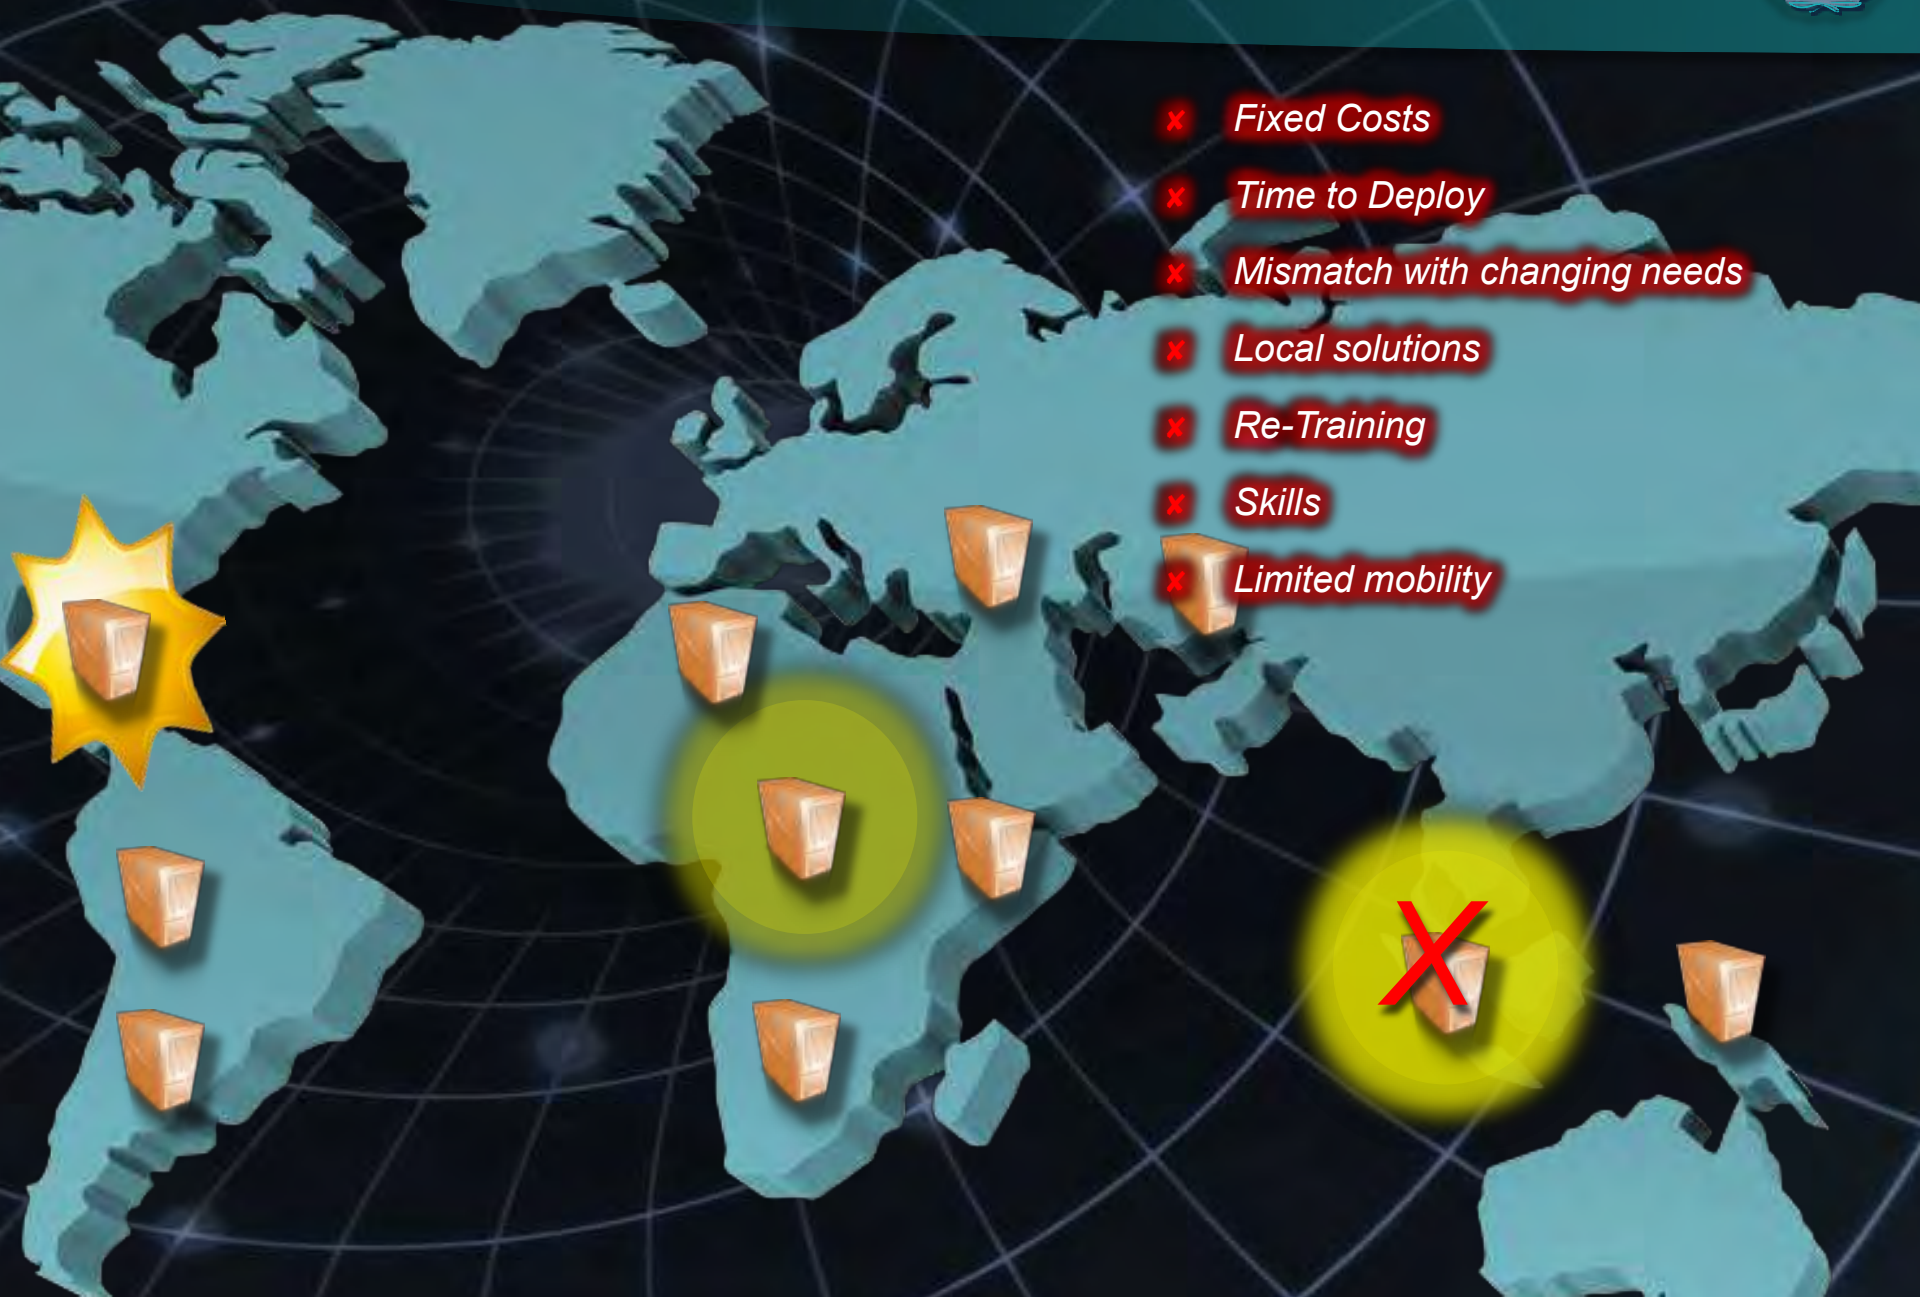 ✘ Fixed Costs
✘ Time to Deploy
✘ Mismatch with changing needs
✘ Local solutions
✘ Re-Training
✘ Skills
✘ Limited mobility
X